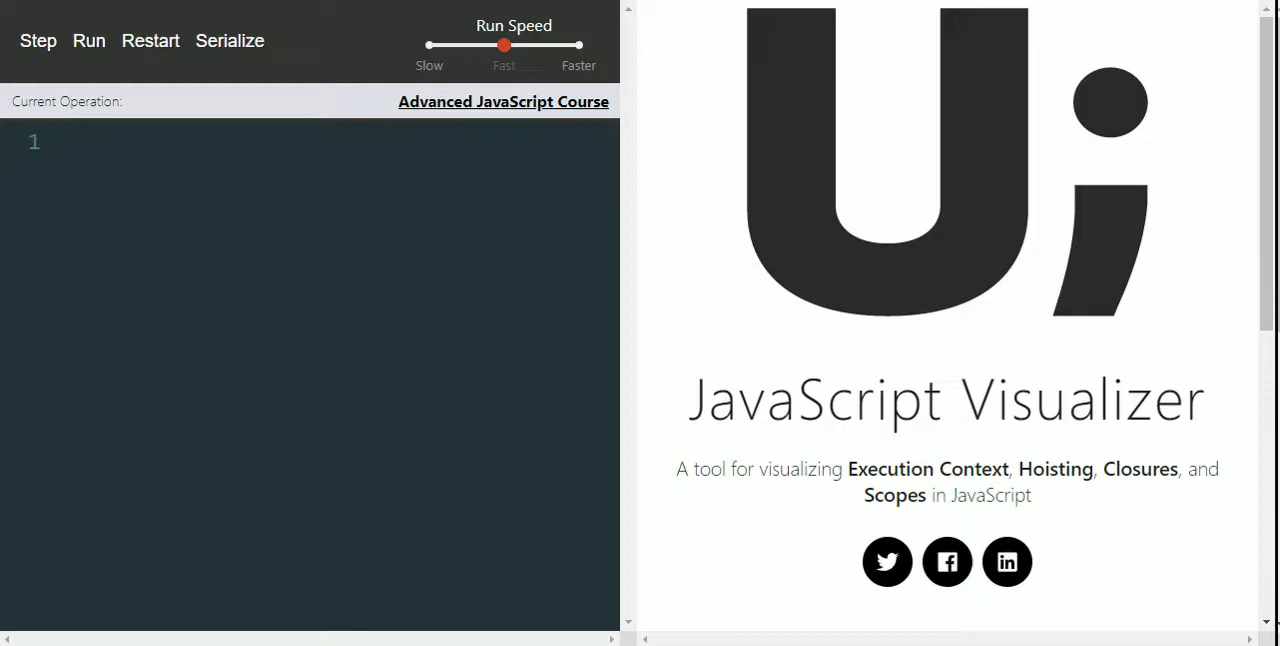 Step Run Restart Serialize
Run Speed
Slow Fast Faster
Current Operation:
Advanced JavaScript Course
1
U;
JavaScript Visualizer
A tool for visualizing Execution Context, Hoisting, Closures, and
Scopes in JavaScript